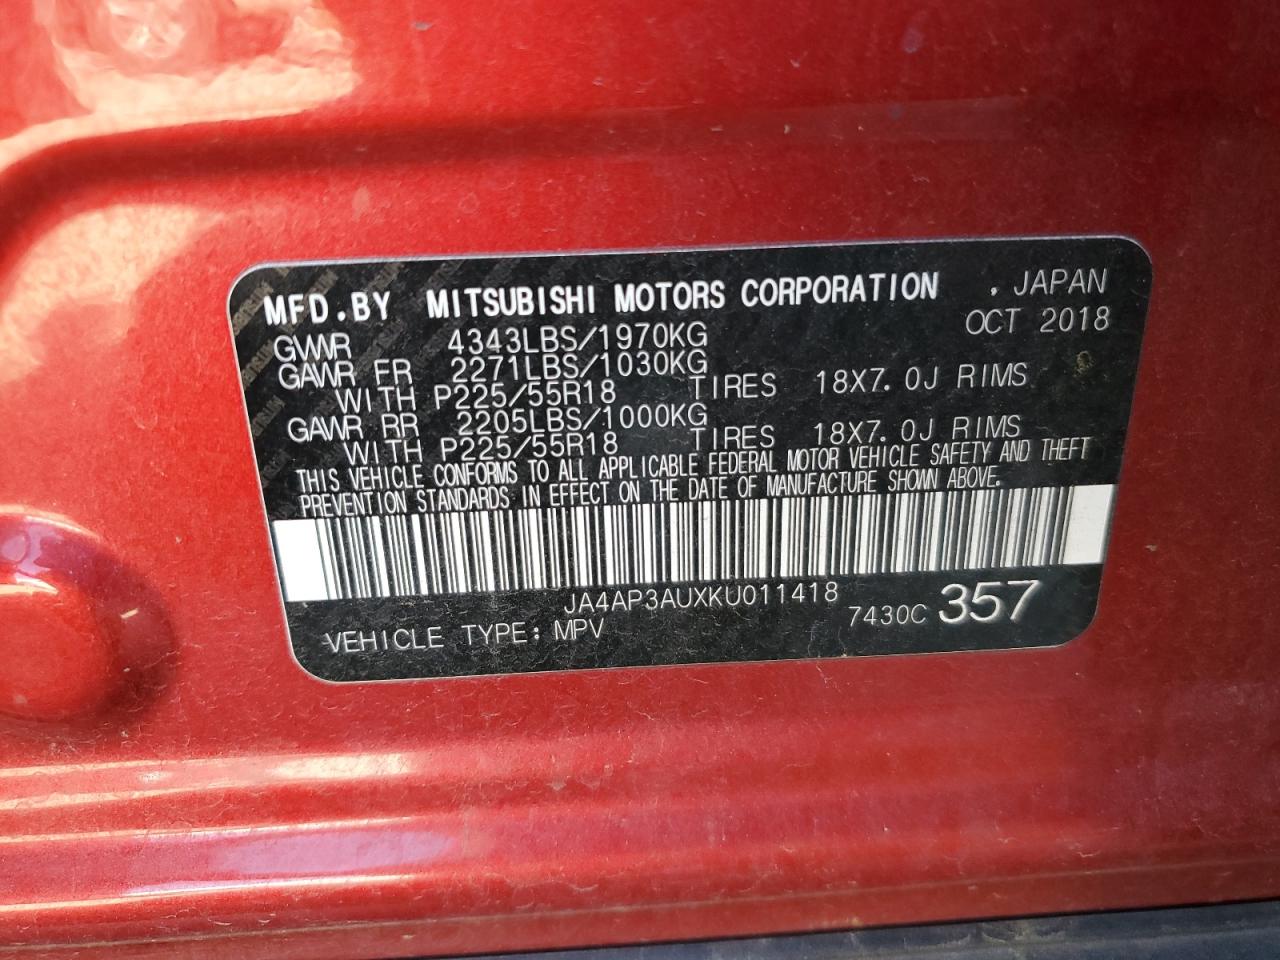 MFD.BY MITSUBISHI MOTORS CORPORATION . JAPAN
OCT 2018
GVWR 4343LBS/1970KG
GAWR FR 2271LBS/1030KG
WITH P225/55R18 TIRES 18X7.0J RIMS
GAWR RR 2205LBS/1000KG
WITH P225/55R18 TIRES 18X7.0J RIMS
THIS VEHICLE CONFORMS TO ALL APPLICABLE FEDERAL MOTOR VEHICLE SAFETY AND THEFT
PREVENTION STANDARDS IN EFFECT ON THE DATE OF MANUFACTURE SHOWN ABOVE.
JA4AP3AUXKU011418
VEHICLE TYPE: MPV 7430C 357